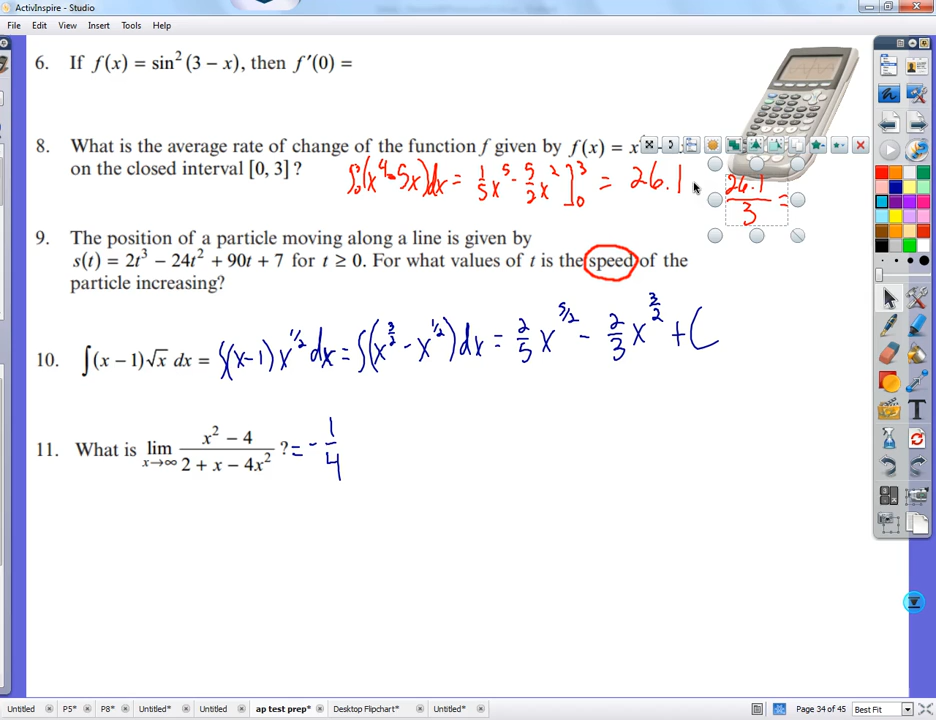 ActivInspire - Studio
File Edit View Insert Tools Help
6. If f(x) = sin² (3 − x), then f′(0) =
8. What is the average rate of change of the function f given by f(x) = x
on the closed interval [0, 3] ?
∫₀³(x⁴-5x)dx = 1/5 x⁵ - 5/2 x² ]₀³ = 26.1
26.1/3 =
9. The position of a particle moving along a line is given by
s(t) = 2t³ − 24t² + 90t + 7 for t ≥ 0. For what values of t is the speed of the
particle increasing?
10. ∫(x − 1)√x dx = ∫(x-1) x^1/2 dx = ∫(x^3/2 - x^1/2) dx = 2/5 x^5/2 - 2/3 x^3/2 + C
11. What is lim x→∞ (x² − 4)/(2 + x − 4x²) ? = -1/4
Untitled P5* P8* Untitled* Untitled ap test prep* Desktop Flipchart* Untitled* Page 34 of 45 Best Fit